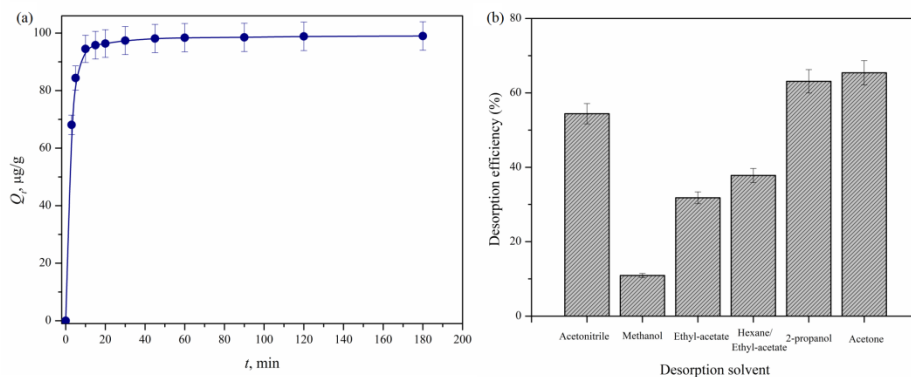 (a)
100
80
60
40
20
0
Qt, μg/g
0 20 40 60 80 100 120 140 160 180 200
t, min
(b)
80
60
40
20
0
Desorption efficiency (%)
Acetonitrile Methanol Ethyl-acetate Hexane/ 2-propanol Acetone
Ethyl-acetate
Desorption solvent